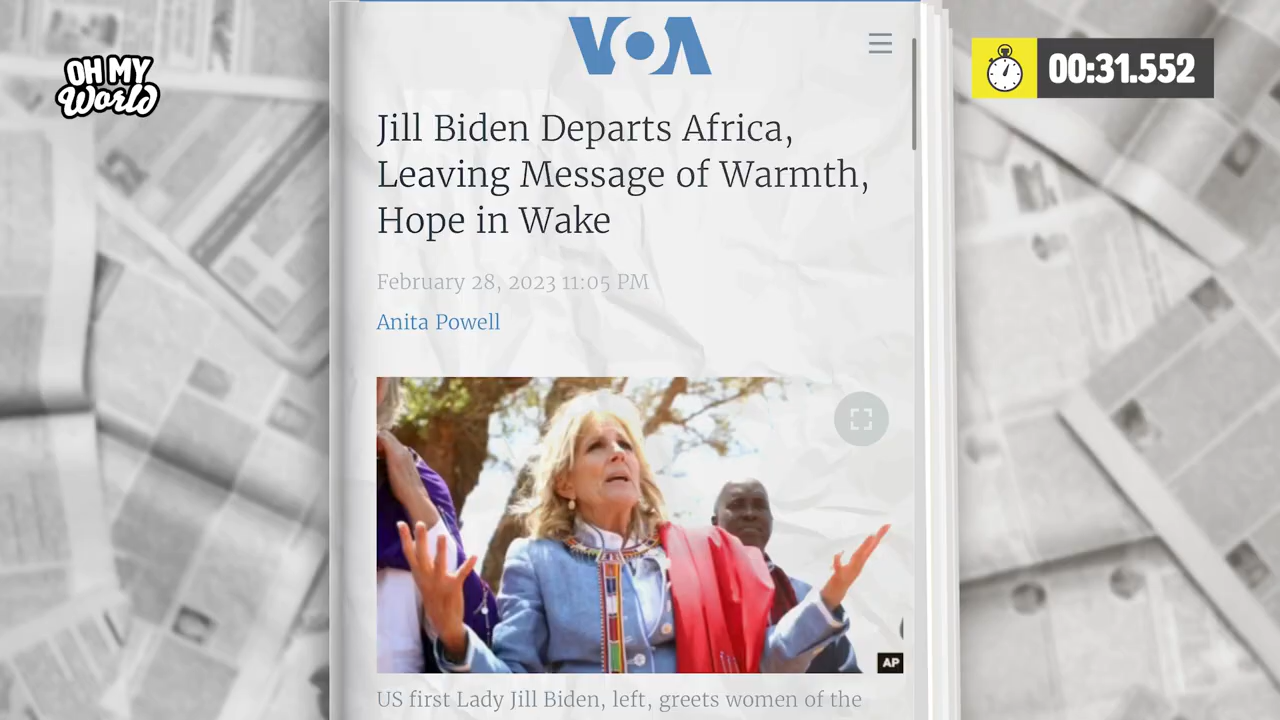 OH MY
World
VOA
00:31.552
Jill Biden Departs Africa,
Leaving Message of Warmth,
Hope in Wake
February 28, 2023 11:05 PM
Anita Powell
AP
US first Lady Jill Biden, left, greets women of the